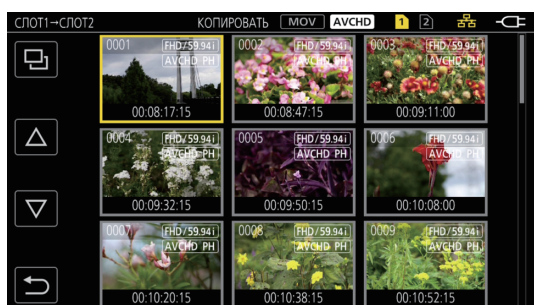 СЛОТ1→СЛОТ2 КОПИРОВАТЬ MOV AVCHD 1 2
0001 FHD/59.94i
AVCHD PH
00:08:17:15
0002 FHD/59.94i
AVCHD PH
00:08:47:15
0003 FHD/59.94i
AVCHD PH
00:09:11:00
0004 FHD/59.94i
AVCHD PH
00:09:32:15
0005 FHD/59.94i
AVCHD PH
00:09:50:15
0006 FHD/59.94i
AVCHD PH
00:10:08:00
0007 FHD/59.94i
AVCHD PH
00:10:20:15
0008 FHD/59.94i
AVCHD PH
00:10:38:15
0009 FHD/59.94i
AVCHD PH
00:10:52:15